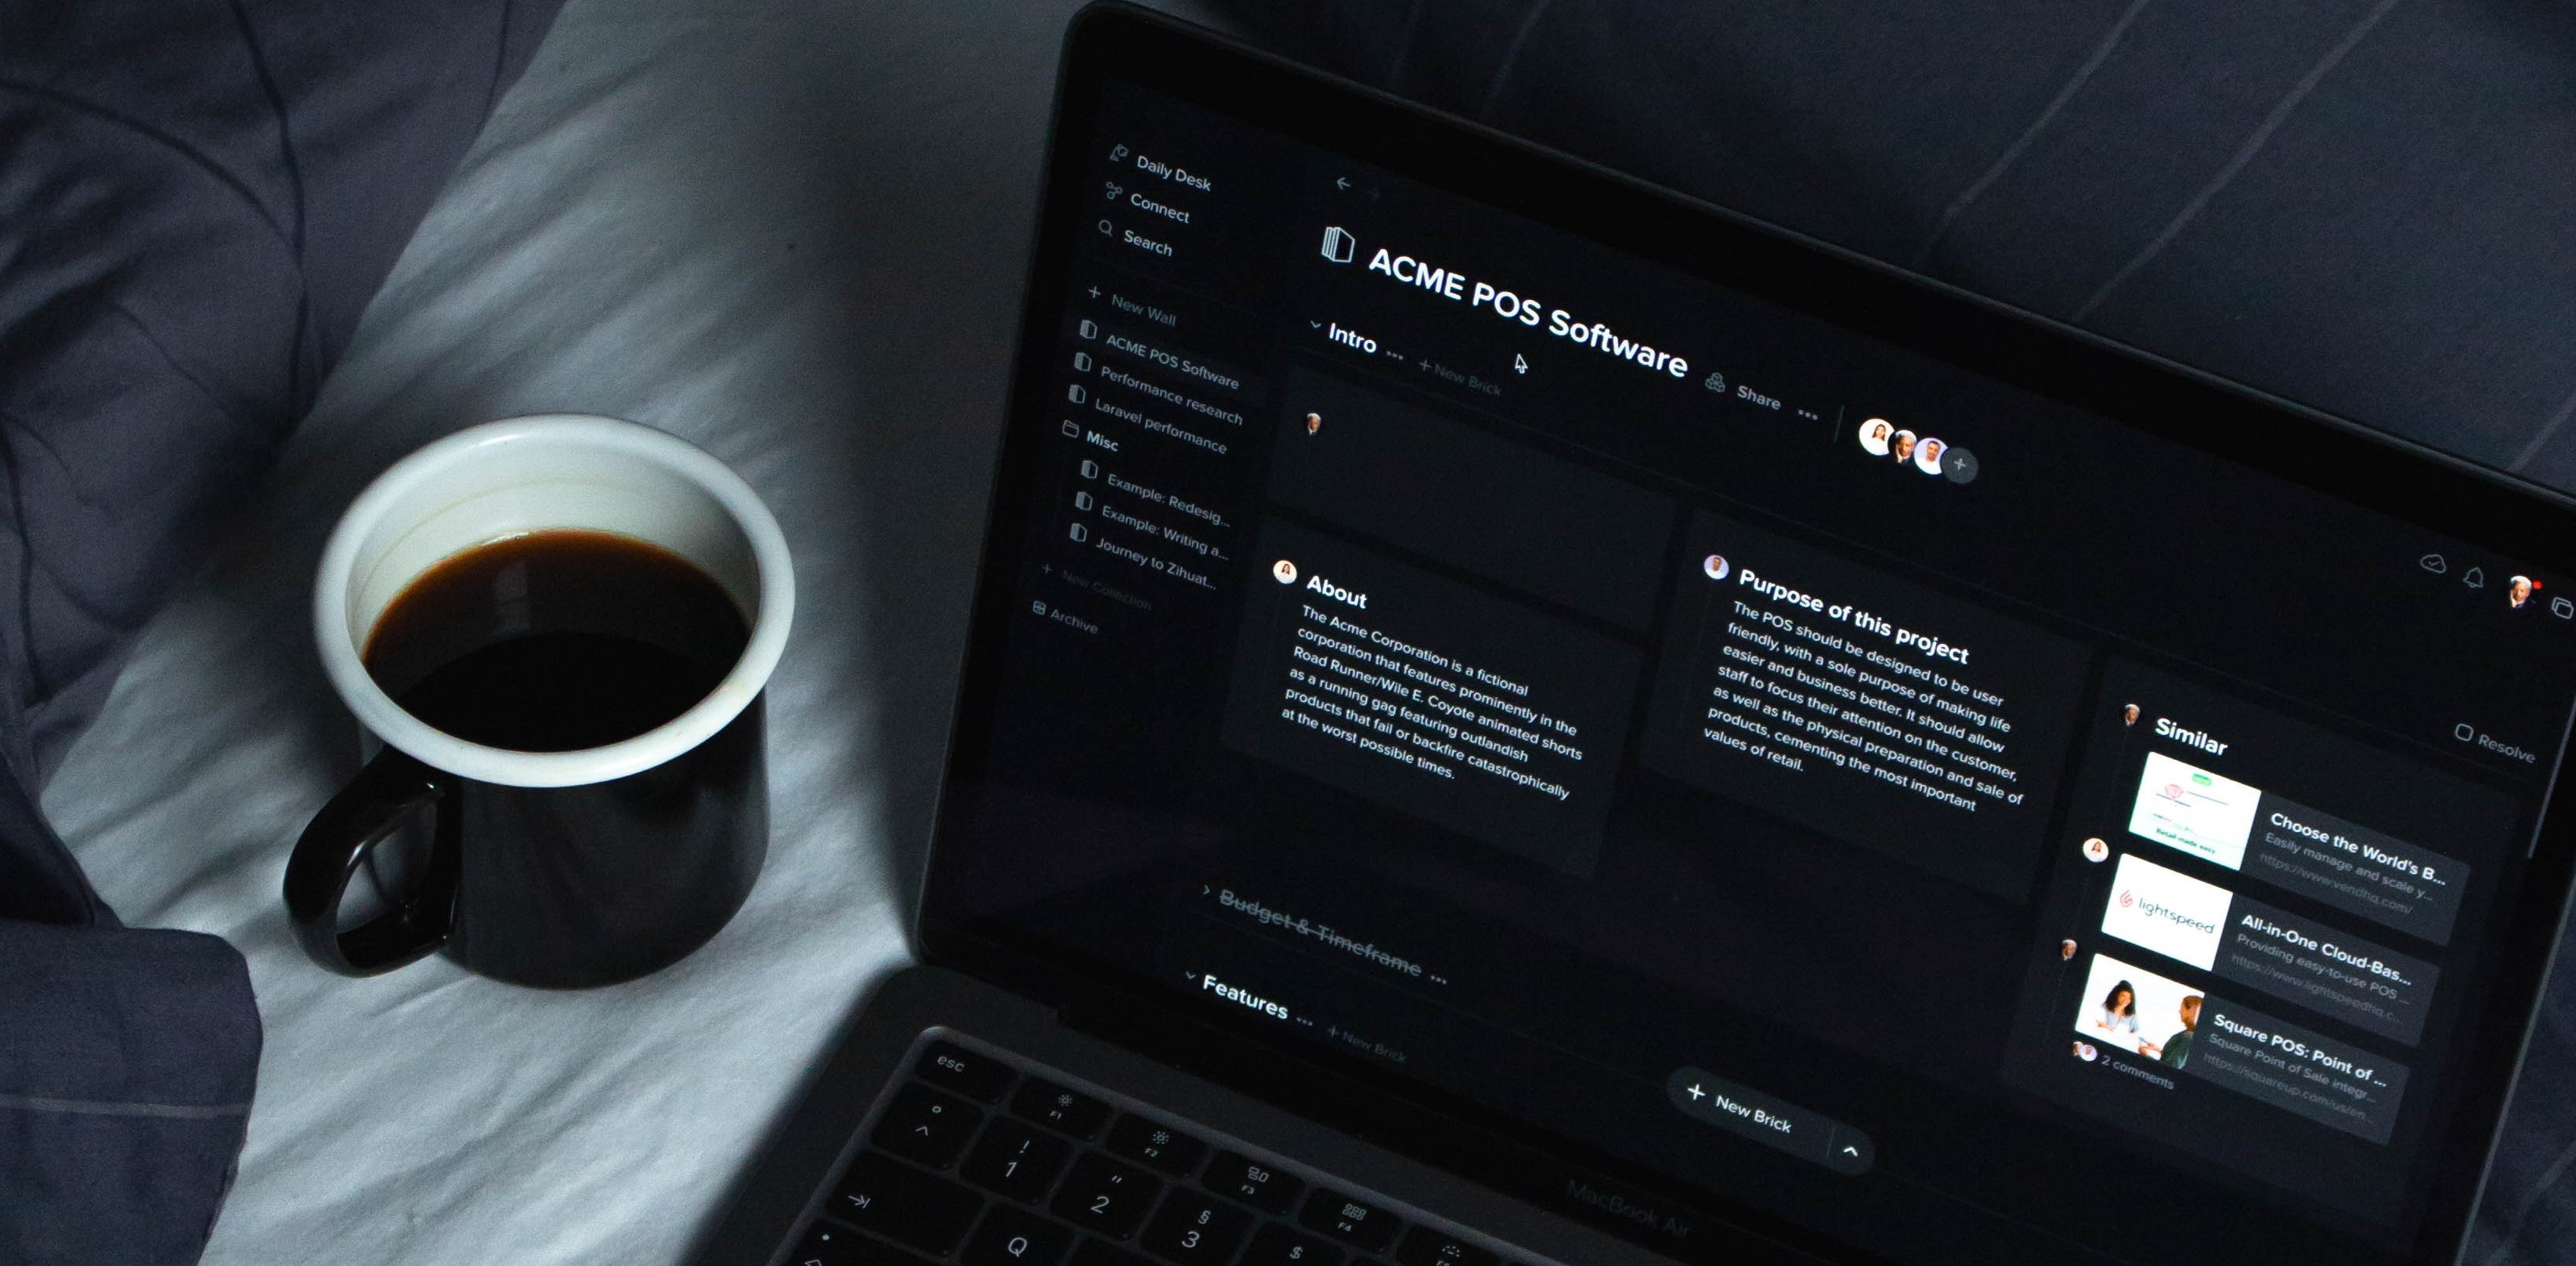 Daily Desk
Connect
Search
+ New Wall
ACME POS Software
Performance research
Laravel performance
Misc
Example: Redesig...
Example: Writing a...
Journey to Zihuat...
+ New Collection
Archive
ACME POS Software
Share ...
Intro ... + New Brick
About
The Acme Corporation is a fictional
corporation that features prominently in the
Road Runner/Wile E. Coyote animated shorts
as a running gag featuring outlandish
products that fail or backfire catastrophically
at the worst possible times.
Purpose of this project
The POS should be designed to be user
friendly, with a sole purpose of making life
easier and business better. It should allow
staff to focus their attention on the customer,
as well as the physical preparation and sale of
products, cementing the most important
values of retail.
Resolve
Similar
Retail made easy
Choose the World's B...
Easily manage and scale y...
https://www.vendhq.com/
lightspeed
All-in-One Cloud-Bas...
Providing easy-to-use POS ...
https://www.lightspeedhq.c...
Square POS: Point of ...
Square Point of Sale integr...
https://squareup.com/us/en...
2 comments
Budget & Timeframe ...
Features ... + New Brick
+ New Brick
MacBook Air
esc
F1
F2
F3
F4
° ^
! 1
" 2
§ 3
$
Q